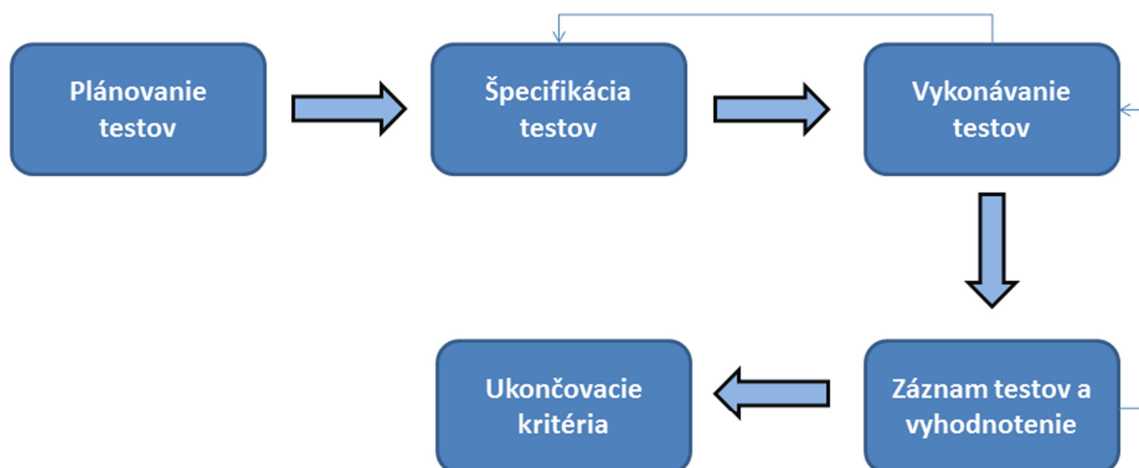 Plánovanie
testov
Špecifikácia
testov
Vykonávanie
testov
Záznam testov a
vyhodnotenie
Ukončovacie
kritéria